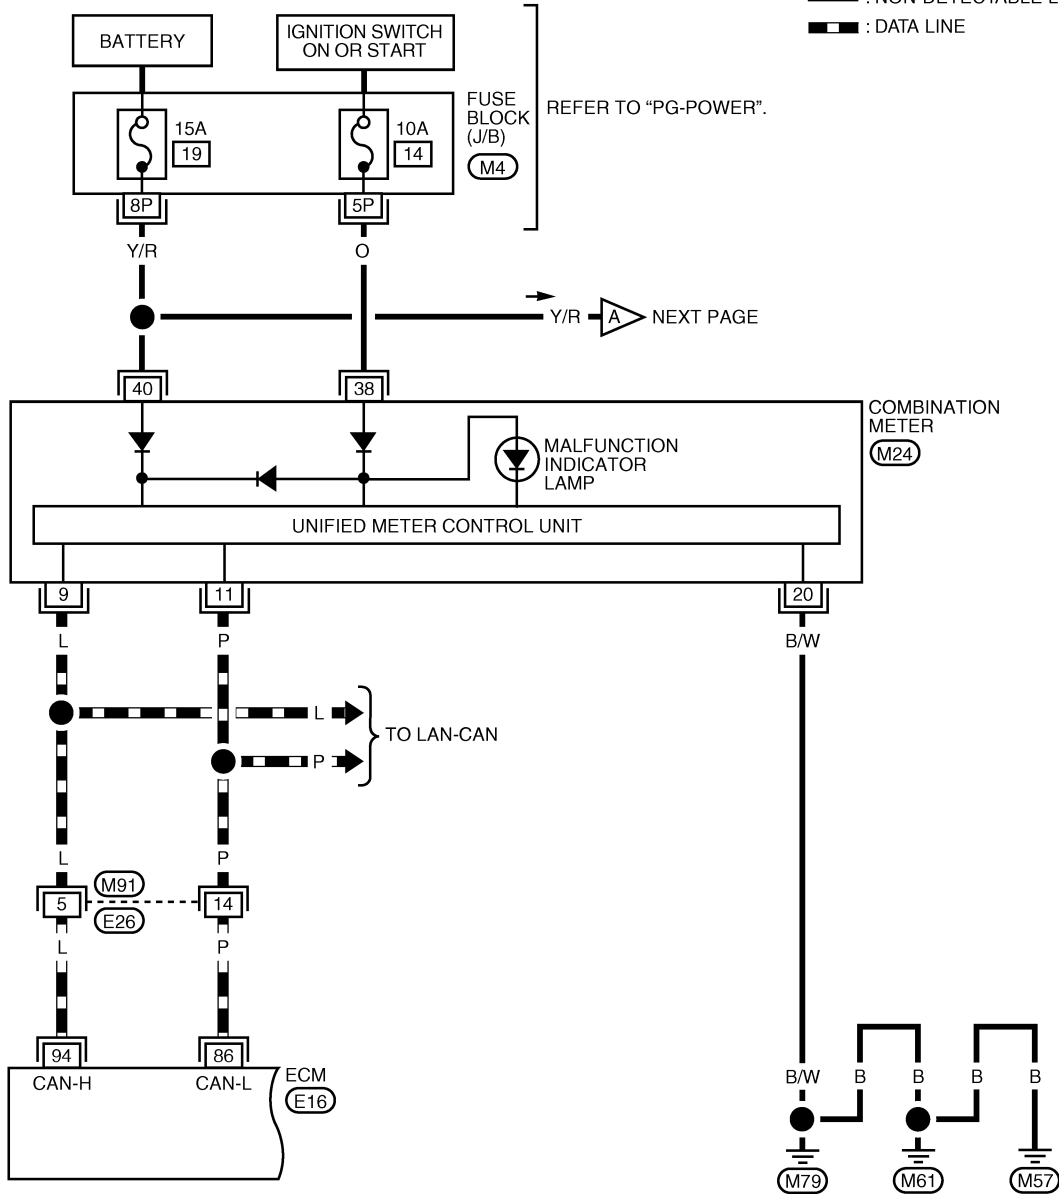 : NON-DETECTABLE L
: DATA LINE
BATTERY
IGNITION SWITCH
ON OR START
FUSE
BLOCK
(J/B)
M4
REFER TO “PG-POWER”.
15A
19
10A
14
8P
5P
Y/R
O
Y/R
A
NEXT PAGE
40
38
COMBINATION
METER
M24
MALFUNCTION
INDICATOR
LAMP
UNIFIED METER CONTROL UNIT
9
11
20
L
P
B/W
L
P
TO LAN-CAN
L
P
M91
5
14
E26
L
P
94
86
CAN-H
CAN-L
ECM
E16
B/W
B
B
B
B
M79
M61
M57